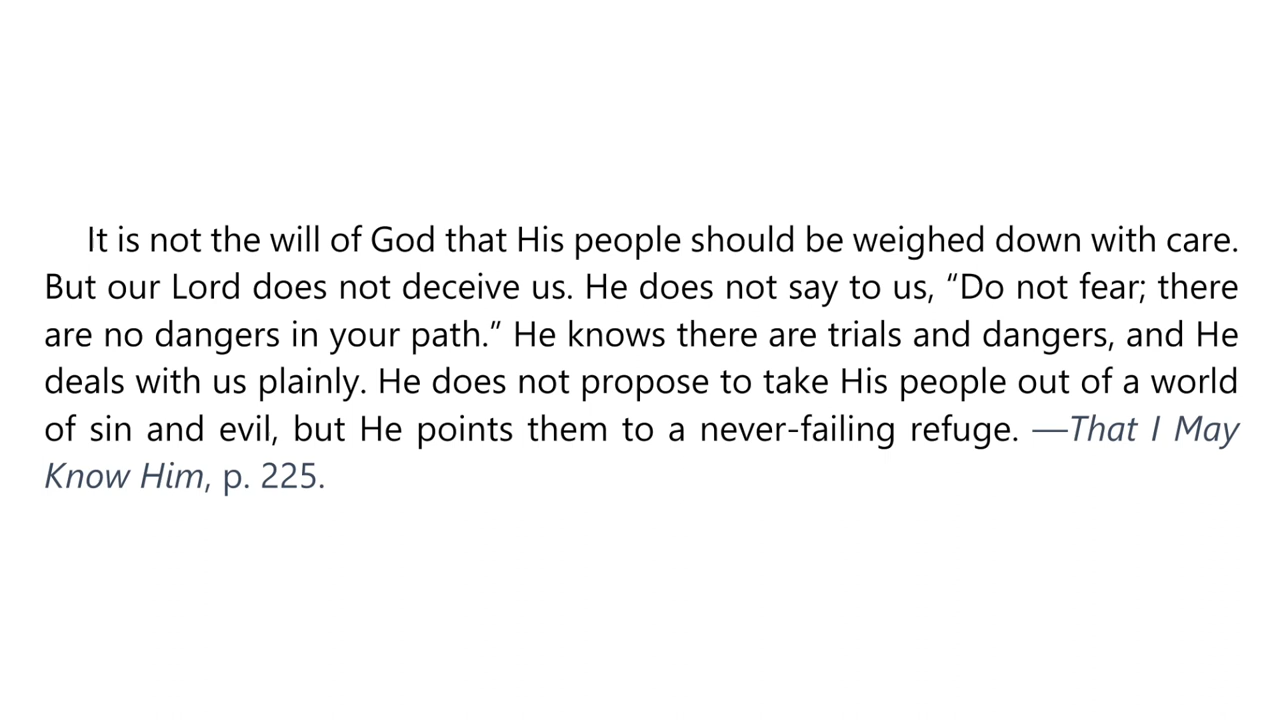 It is not the will of God that His people should be weighed down with care.
But our Lord does not deceive us. He does not say to us, “Do not fear; there
are no dangers in your path.” He knows there are trials and dangers, and He
deals with us plainly. He does not propose to take His people out of a world
of sin and evil, but He points them to a never-failing refuge. —That I May
Know Him, p. 225.